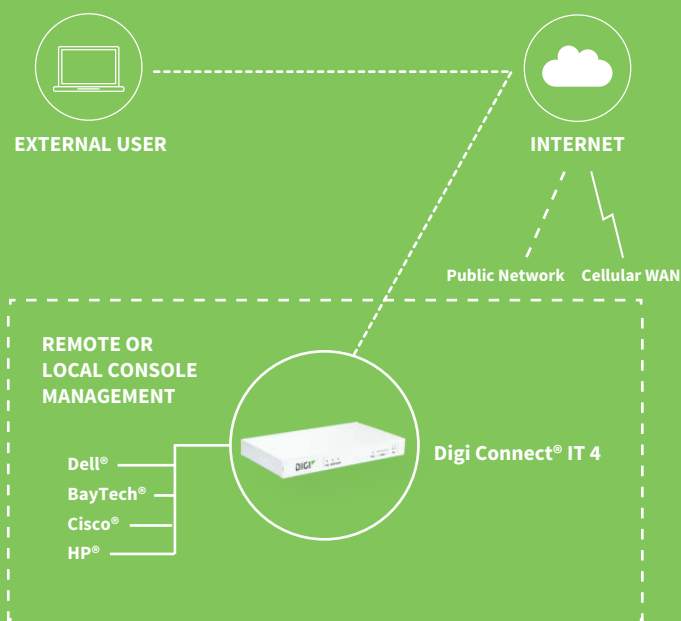 EXTERNAL USER
INTERNET
Public Network
Cellular WAN
REMOTE OR
LOCAL CONSOLE
MANAGEMENT
Dell®
BayTech®
Cisco®
HP®
DIGI
Digi Connect® IT 4